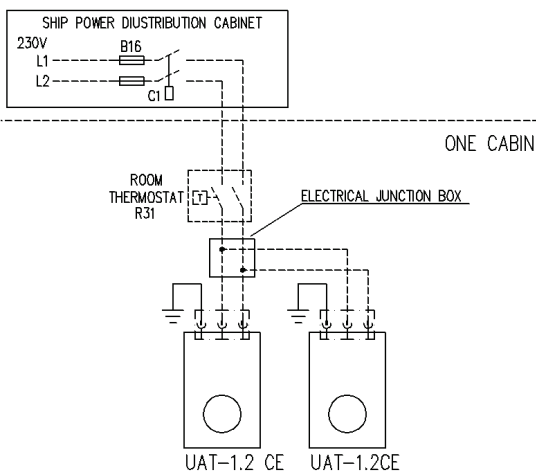 SHIP POWER DIUSTRIBUTION CABINET
230V
B16
L1
L2
C1
ONE CABIN
ROOM
THERMOSTAT
R31
T
ELECTRICAL JUNCTION BOX
UAT-1.2 CE
UAT-1.2CE